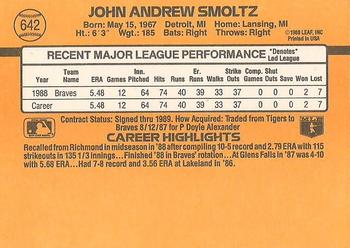 642
JOHN ANDREW SMOLTZ
© 1988 LEAF, INC
Printed in USA
Born: May 15, 1967 Detroit, MI Home: Lansing, MI
Ht: 6'3" Wgt.: 185 Bats: Right Throws: Right
RECENT MAJOR LEAGUE PERFORMANCE *Denotes* Led League
Year Team Name ERA Games Inn. Pitched Hits Runs Er. Runs Walks Strike Outs Comp. Games Shut Outs Saves Won Lost
1988 Braves 5.48 12 64 74 40 39 33 37 0 0 0 2 7
Career 5.48 12 64 74 40 39 33 37 0 0 0 2 7
Contract Status: Signed thru 1989. How Acquired: Traded from Tigers to
Braves 8/12/87 for P Doyle Alexander
CAREER HIGHLIGHTS
Recalled from Richmond in midseason in '88 after compiling 10-5 record and 2.79 ERA with 115
strikeouts in 135 1/3 innings...Finished '88 in Braves' rotation...At Glens Falls in '87 was 4-10
with 5.68 ERA...Had 7-8 record and 3.56 ERA at Lakeland in '86.